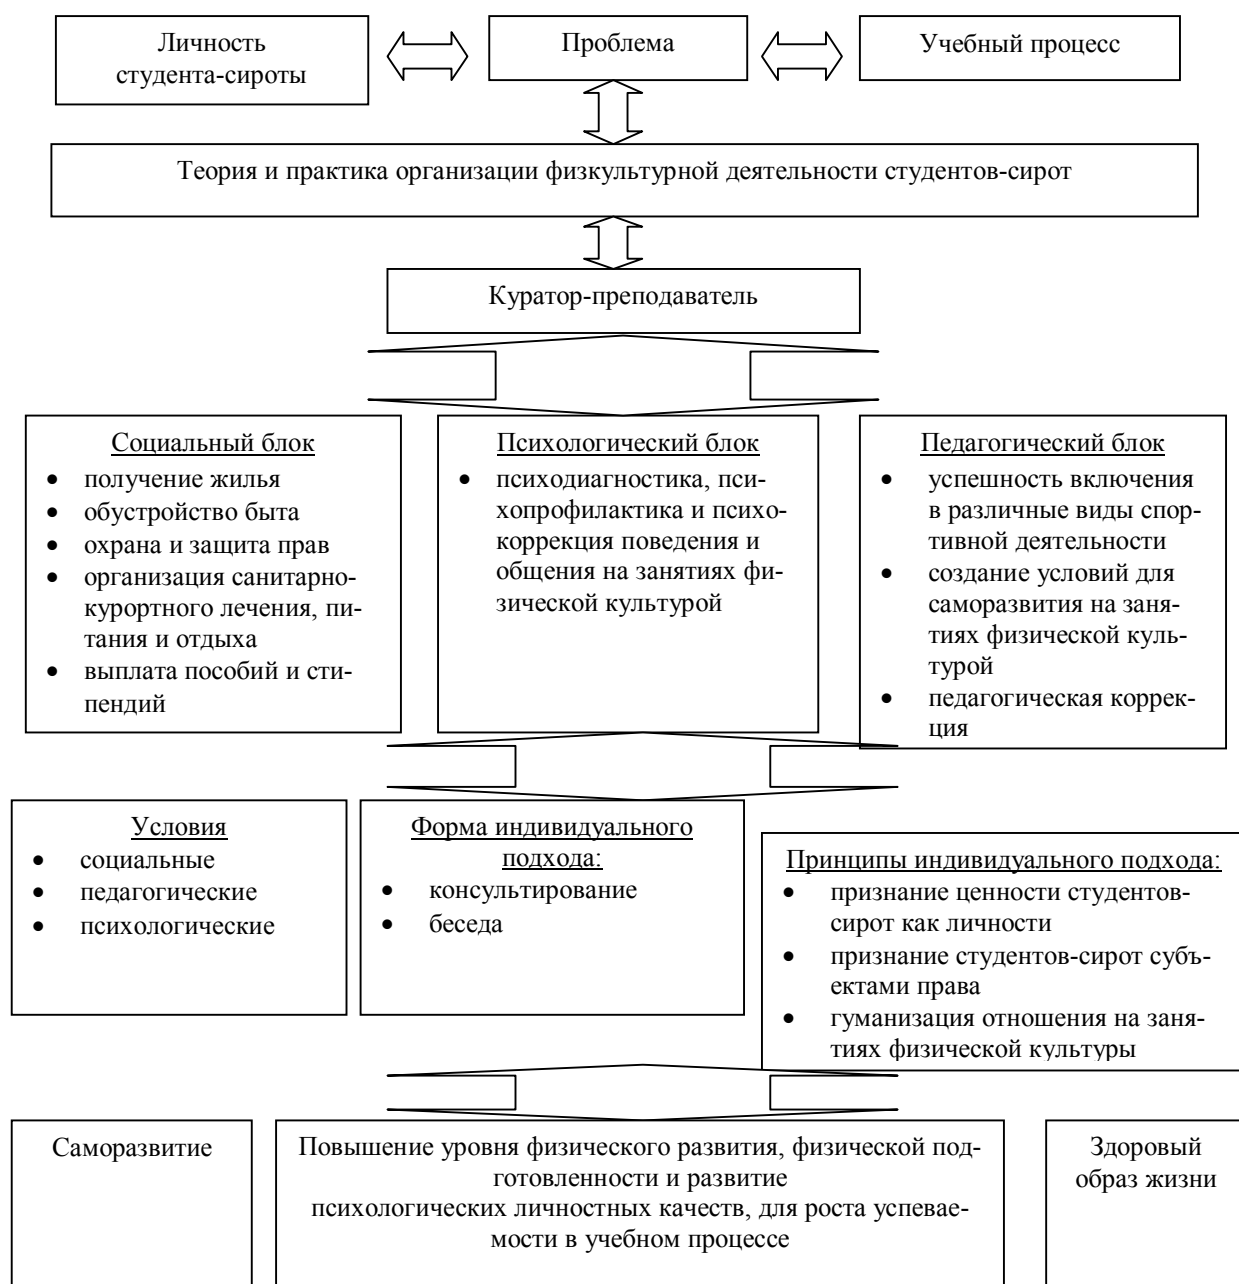 Личность
студента-сироты
Проблема
Учебный процесс
Теория и практика организации физкультурной деятельности студентов-сирот
Куратор-преподаватель
Социальный блок
• получение жилья
• обустройство быта
• охрана и защита прав
• организация санитарно-
курортного лечения, пи-
тания и отдыха
• выплата пособий и сти-
пендий
Психологический блок
• психодиагностика, пси-
хопрофилактика и психо-
коррекция поведения и
общения на занятиях фи-
зической культурой
Педагогический блок
• успешность включения
в различные виды спор-
тивной деятельности
• создание условий для
саморазвития на заня-
тиях физической куль-
турой
• педагогическая коррек-
ция
Условия
• социальные
• педагогические
• психологические
Форма индивидуального
подхода:
• консультирование
• беседа
Принципы индивидуального подхода:
• признание ценности студентов-
сирот как личности
• признание студентов-сирот субъ-
ектами права
• гуманизация отношения на заня-
тиях физической культуры
Саморазвитие
Повышение уровня физического развития, физической под-
готовленности и развитие
психологических личностных качеств, для роста успевае-
мости в учебном процессе
Здоровый
образ жизни